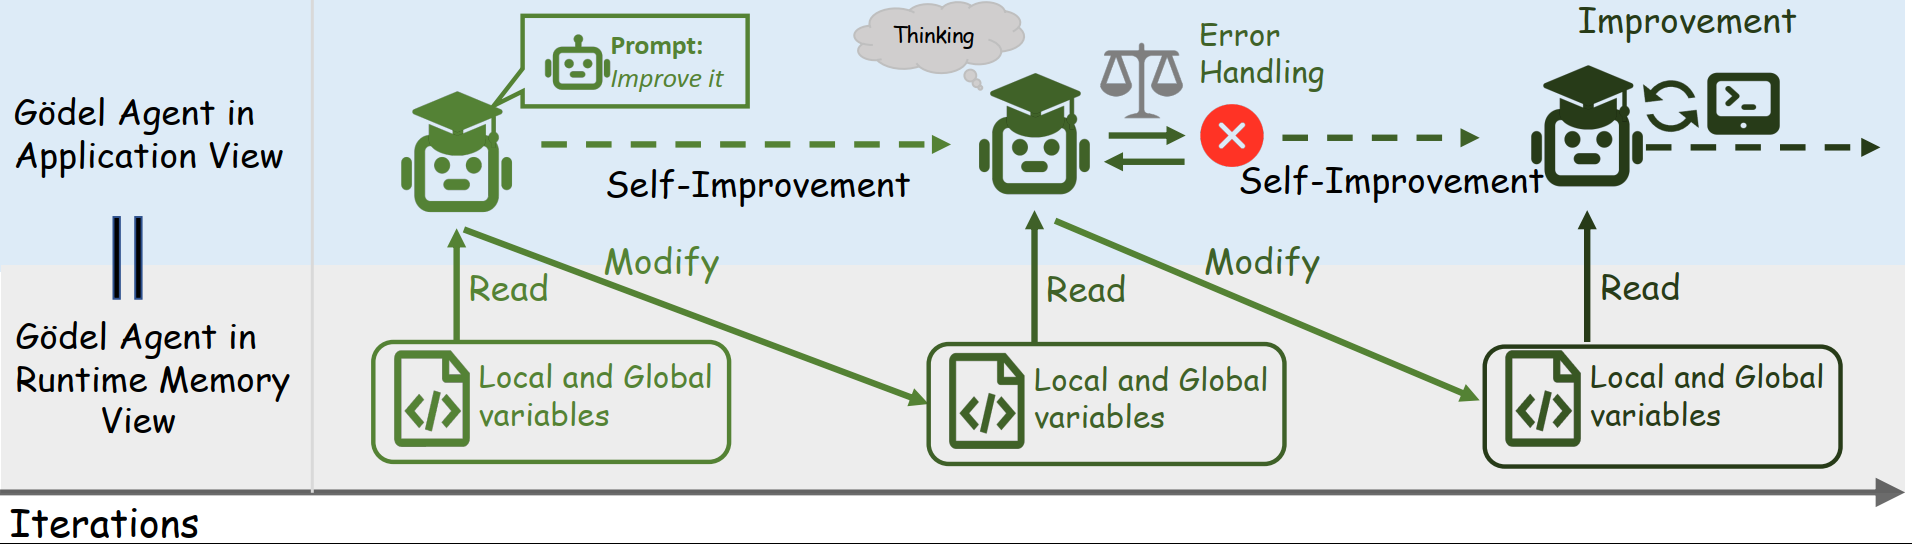 Gödel Agent in
Application View
Prompt:
Improve it
Thinking
Error
Handling
Improvement
Self-Improvement
Self-Improvement
Modify
Modify
Read
Read
Read
Gödel Agent in
Runtime Memory
View
Local and Global
variables
Local and Global
variables
Local and Global
variables
Iterations